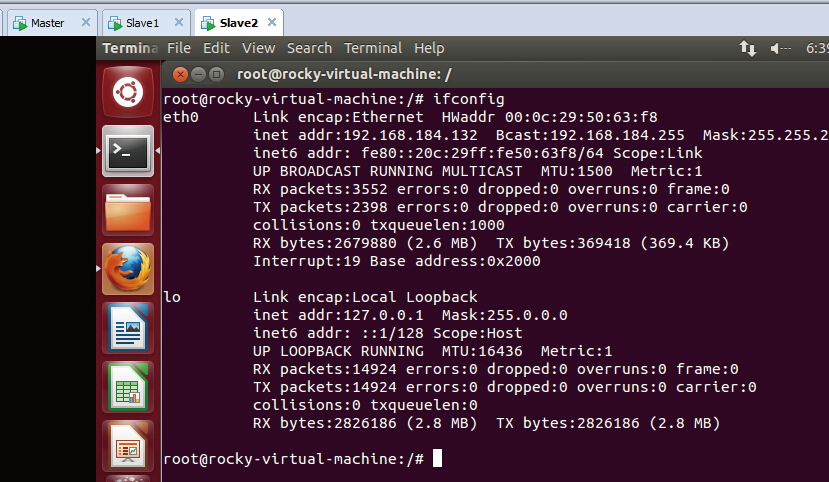 Master Slave1 Slave2
Terminal File Edit View Search Terminal Help 6:39
root@rocky-virtual-machine: /
root@rocky-virtual-machine:/# ifconfig
eth0 Link encap:Ethernet HWaddr 00:0c:29:50:63:f8
inet addr:192.168.184.132 Bcast:192.168.184.255 Mask:255.255.2
inet6 addr: fe80::20c:29ff:fe50:63f8/64 Scope:Link
UP BROADCAST RUNNING MULTICAST MTU:1500 Metric:1
RX packets:3552 errors:0 dropped:0 overruns:0 frame:0
TX packets:2398 errors:0 dropped:0 overruns:0 carrier:0
collisions:0 txqueuelen:1000
RX bytes:2679880 (2.6 MB) TX bytes:369418 (369.4 KB)
Interrupt:19 Base address:0x2000
lo Link encap:Local Loopback
inet addr:127.0.0.1 Mask:255.0.0.0
inet6 addr: ::1/128 Scope:Host
UP LOOPBACK RUNNING MTU:16436 Metric:1
RX packets:14924 errors:0 dropped:0 overruns:0 frame:0
TX packets:14924 errors:0 dropped:0 overruns:0 carrier:0
collisions:0 txqueuelen:0
RX bytes:2826186 (2.8 MB) TX bytes:2826186 (2.8 MB)
root@rocky-virtual-machine:/#